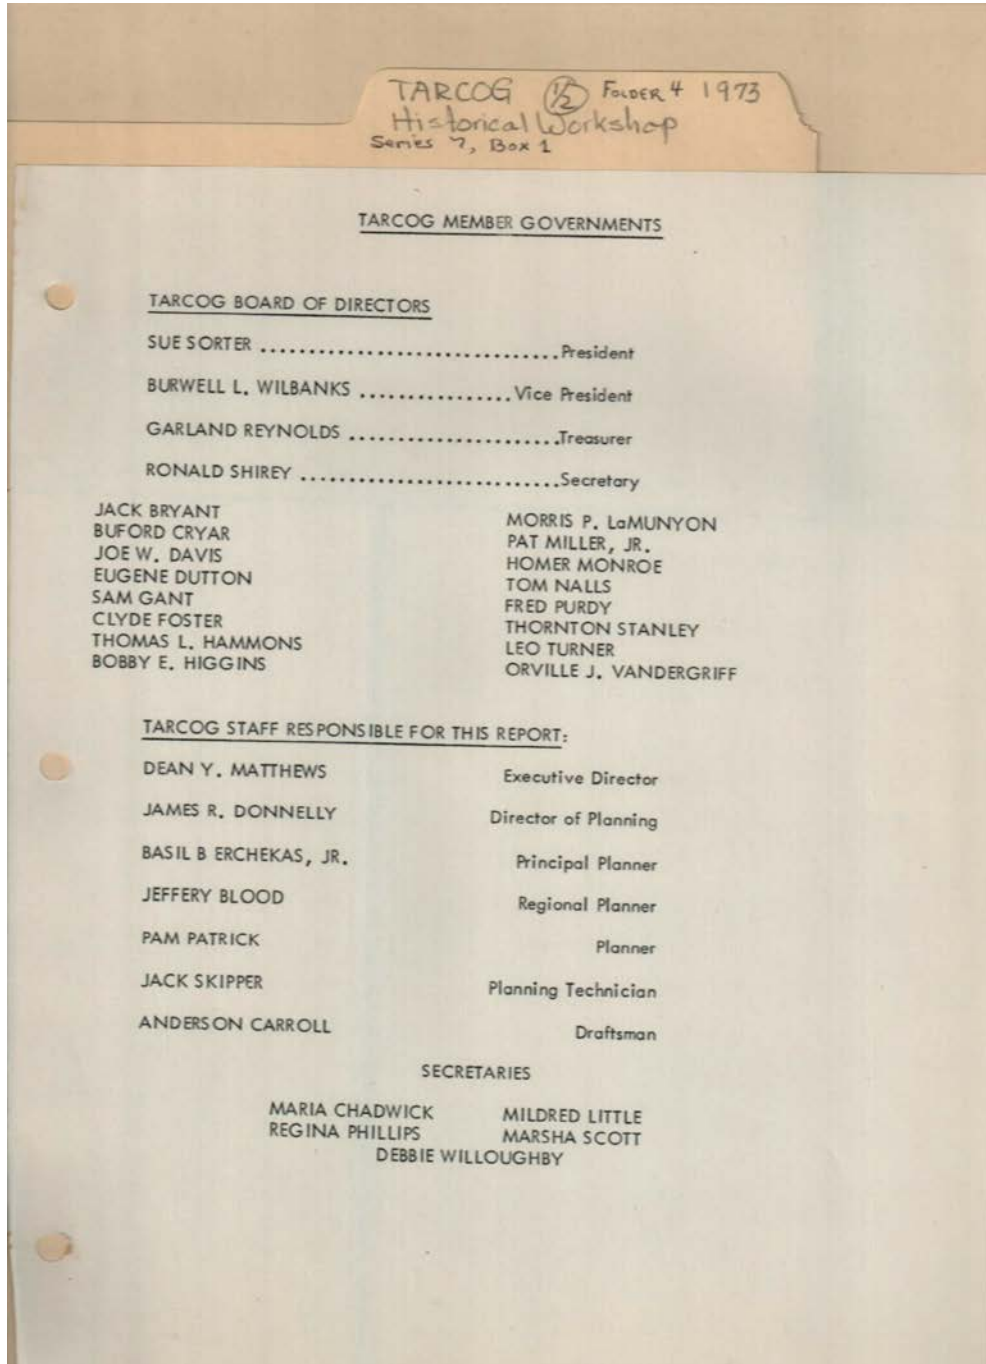 TARCOG 1/2 FOLDER 4 1973
Historical Workshop
Series 7, Box 1
TARCOG MEMBER GOVERNMENTS
TARCOG BOARD OF DIRECTORS
SUE SORTER ..............................President
BURWELL L. WILBANKS ................Vice President
GARLAND REYNOLDS ......................Treasurer
RONALD SHIREY ...........................Secretary
JACK BRYANT
BUFORD CRYAR
JOE W. DAVIS
EUGENE DUTTON
SAM GANT
CLYDE FOSTER
THOMAS L. HAMMONS
BOBBY E. HIGGINS
MORRIS P. LaMUNYON
PAT MILLER, JR.
HOMER MONROE
TOM NALLS
FRED PURDY
THORNTON STANLEY
LEO TURNER
ORVILLE J. VANDERGRIFF
TARCOG STAFF RESPONSIBLE FOR THIS REPORT:
DEAN Y. MATTHEWS Executive Director
JAMES R. DONNELLY Director of Planning
BASIL B ERCHEKAS, JR. Principal Planner
JEFFERY BLOOD Regional Planner
PAM PATRICK Planner
JACK SKIPPER Planning Technician
ANDERSON CARROLL Draftsman
SECRETARIES
MARIA CHADWICK MILDRED LITTLE
REGINA PHILLIPS MARSHA SCOTT
DEBBIE WILLOUGHBY